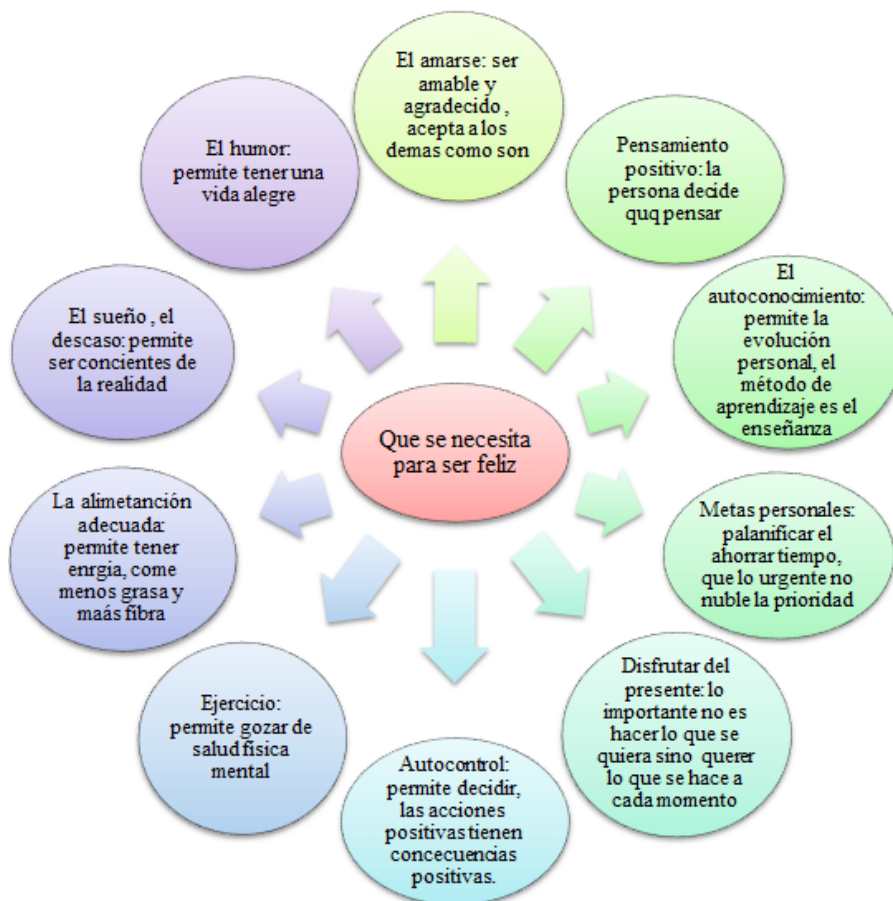 El amarse: ser
amable y
agradecido ,
acepta a los
demas como son
Pensamiento
positivo: la
persona decide
quq pensar
El
autoconocimiento:
permite la
evolución
personal, el
método de
aprendizaje es el
enseñanza
Metas personales:
palanificar el
ahorrar tiempo,
que lo urgente no
nuble la prioridad
Disfrutar del
presente: lo
importante no es
hacer lo que se
quiera sino querer
lo que se hace a
cada momento
Autocontrol:
permite decidir,
las acciones
positivas tienen
concecuencias
positivas.
Ejercicio:
permite gozar de
salud física
mental
La alimetanción
adecuada:
permite tener
enrgia, come
menos grasa y
maás fibra
El sueño , el
descaso: permite
ser concientes de
la realidad
El humor:
permite tener una
vida alegre
Que se necesita
para ser feliz